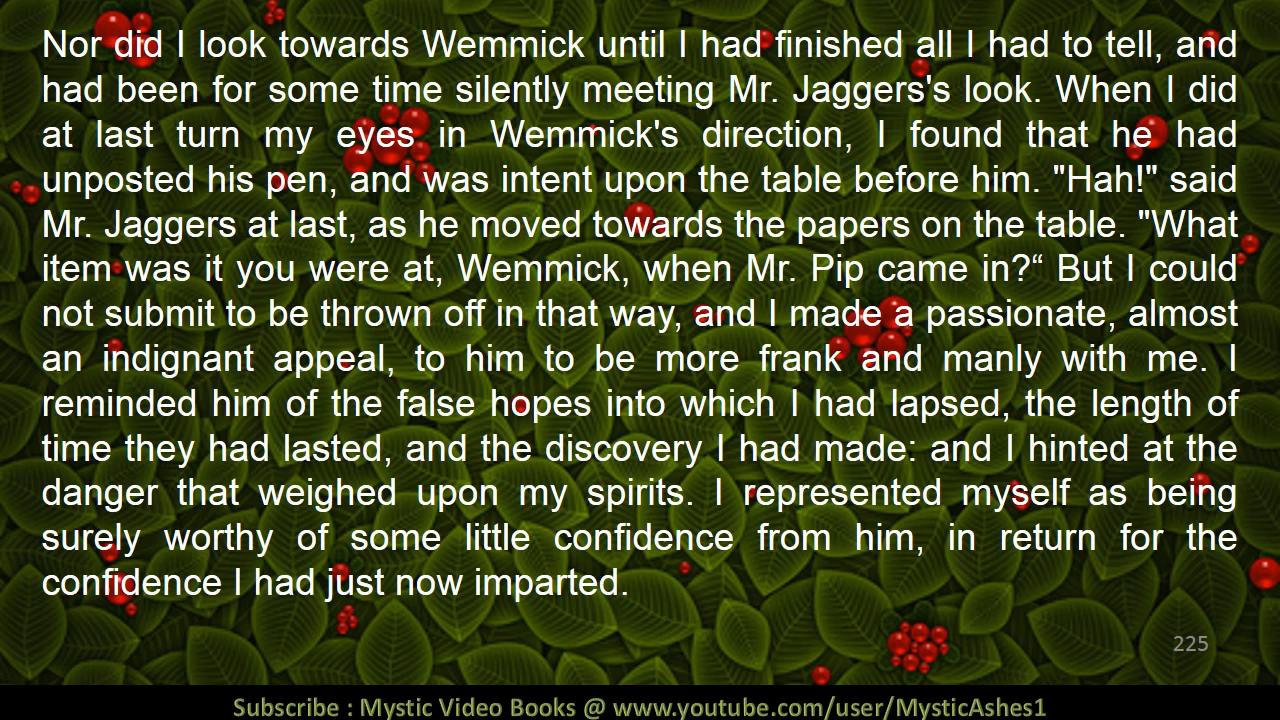 Nor did I look towards Wemmick until I had finished all I had to tell, and
had been for some time silently meeting Mr. Jaggers's look. When I did
at last turn my eyes in Wemmick's direction, I found that he had
unposted his pen, and was intent upon the table before him. "Hah!" said
Mr. Jaggers at last, as he moved towards the papers on the table. "What
item was it you were at, Wemmick, when Mr. Pip came in?“ But I could
not submit to be thrown off in that way, and I made a passionate, almost
an indignant appeal, to him to be more frank and manly with me. I
reminded him of the false hopes into which I had lapsed, the length of
time they had lasted, and the discovery I had made: and I hinted at the
danger that weighed upon my spirits. I represented myself as being
surely worthy of some little confidence from him, in return for the
confidence I had just now imparted.
225
Subscribe : Mystic Video Books @ www.youtube.com/user/MysticAshes1